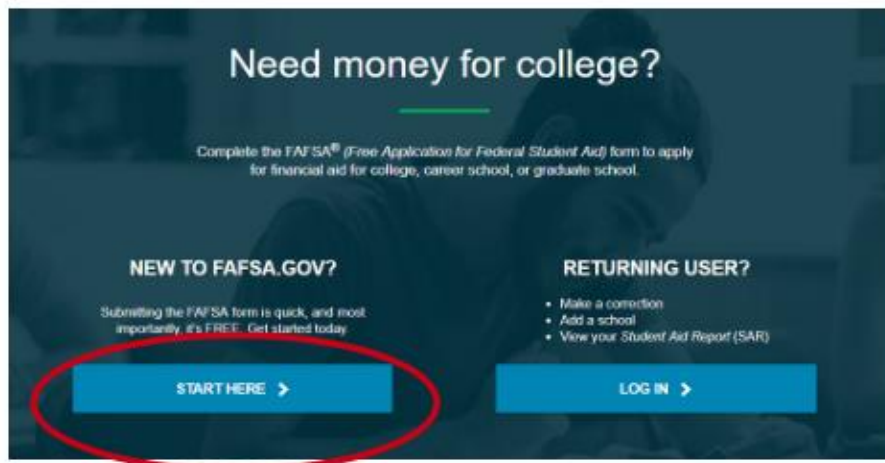 Need money for college?
Complete the FAFSA® (Free Application for Federal Student Aid) form to apply
for financial aid for college, career school, or graduate school.
NEW TO FAFSA.GOV?
Submitting the FAFSA form is quick, and most
importantly, it's FREE. Get started today.
START HERE >
RETURNING USER?
• Make a correction
• Add a school
• View your Student Aid Report (SAR)
LOG IN >